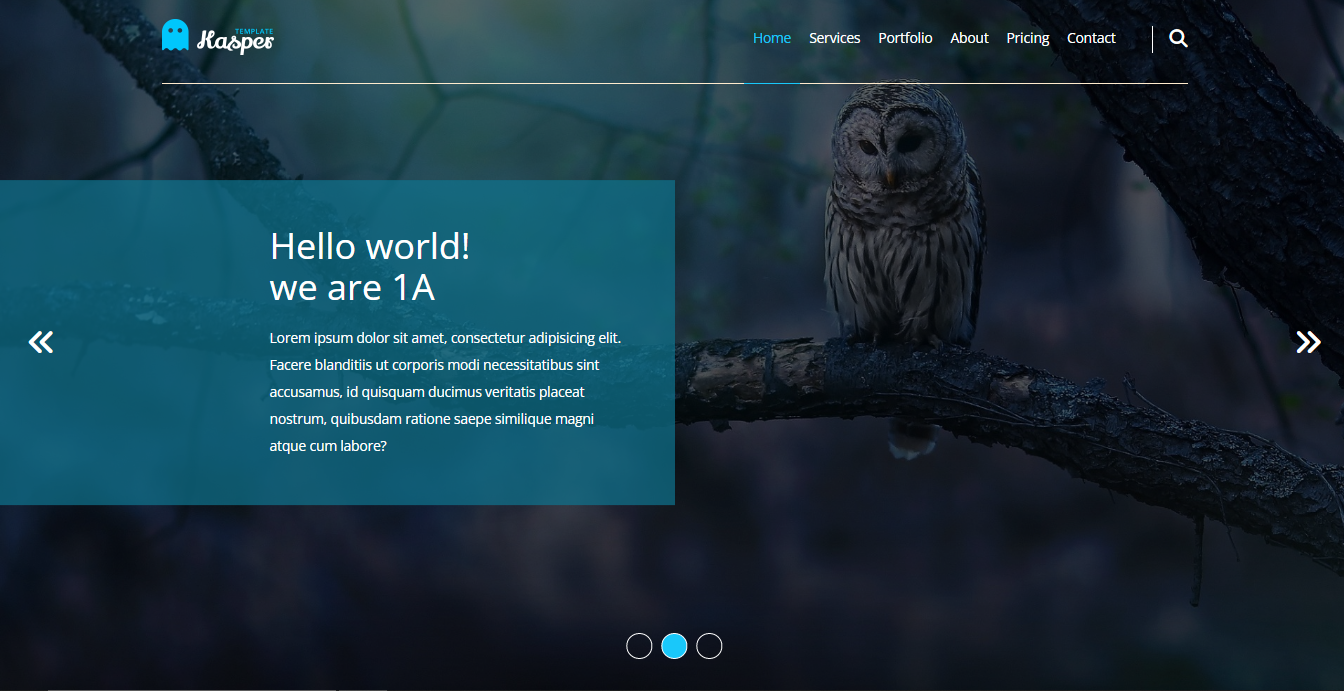 TEMPLATE
Kasper
Home Services Portfolio About Pricing Contact
Hello world!
we are 1A
Lorem ipsum dolor sit amet, consectetur adipisicing elit.
Facere blanditiis ut corporis modi necessitatibus sint
accusamus, id quisquam ducimus veritatis placeat
nostrum, quibusdam ratione saepe similique magni
atque cum labore?